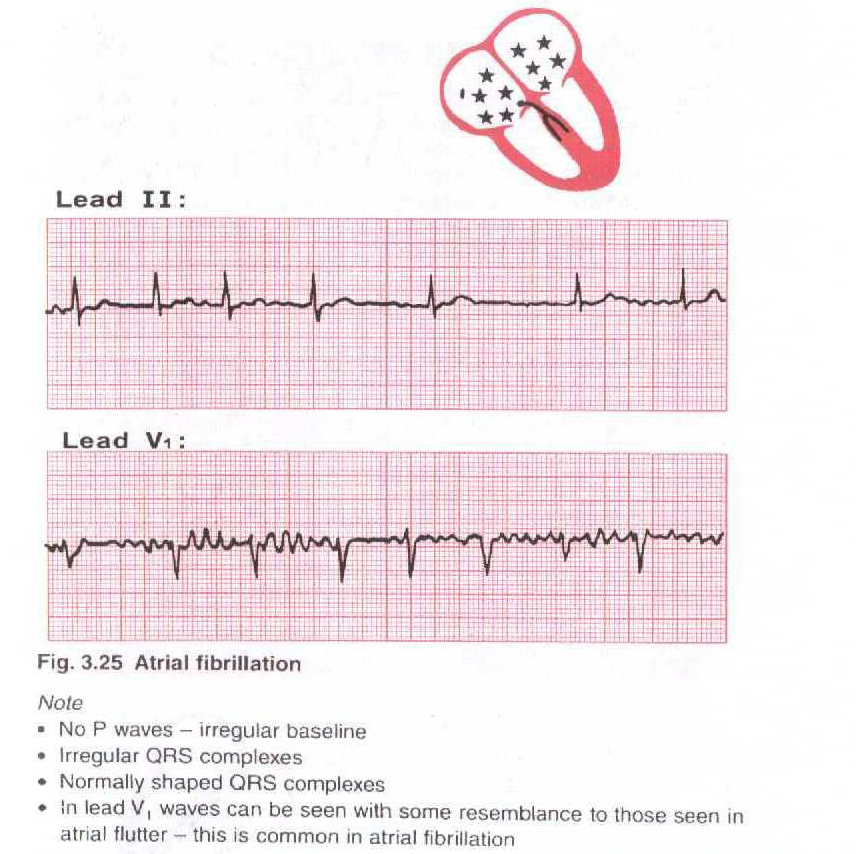 Lead II:
Lead V₁:
Fig. 3.25 Atrial fibrillation
Note
• No P waves – irregular baseline
• Irregular QRS complexes
• Normally shaped QRS complexes
• In lead V₁ waves can be seen with some resemblance to those seen in
atrial flutter – this is common in atrial fibrillation